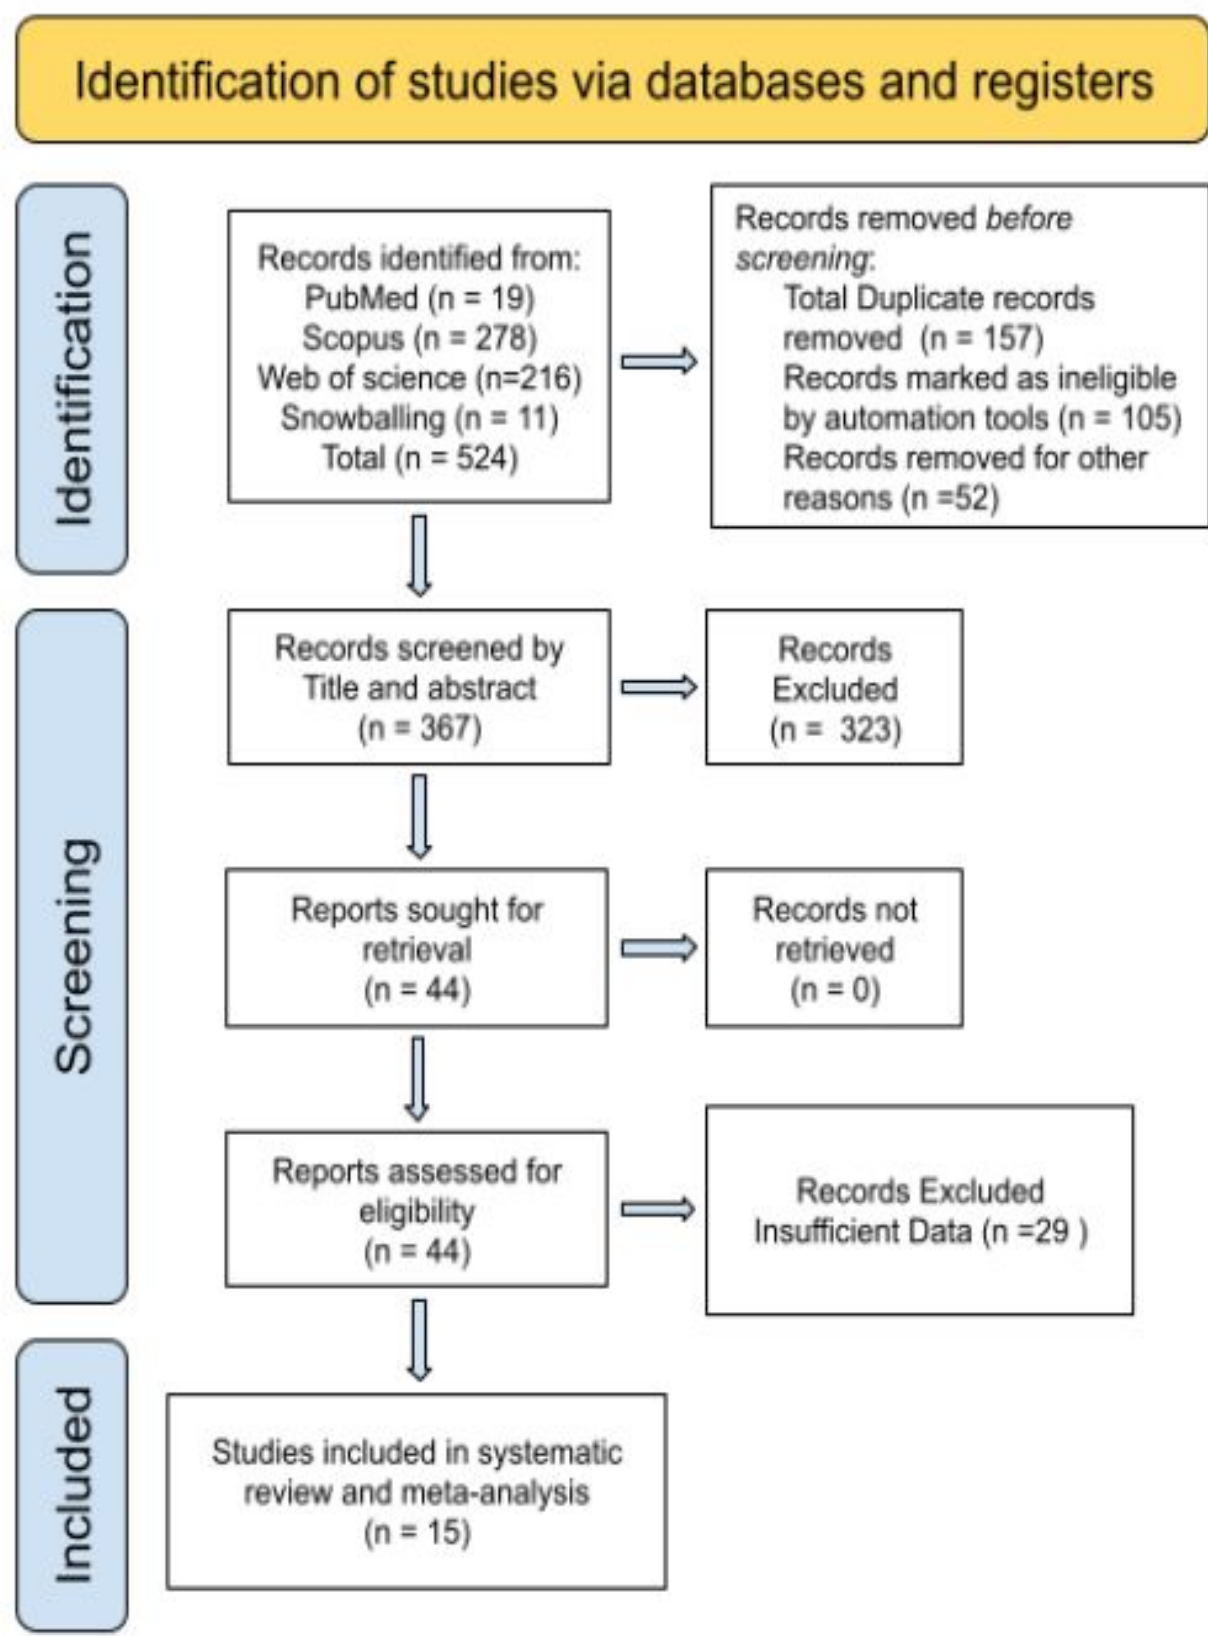 Identification of studies via databases and registers
Identification
Records identified from:
PubMed (n = 19)
Scopus (n = 278)
Web of science (n=216)
Snowballing (n = 11)
Total (n = 524)
Records removed before
screening:
Total Duplicate records
removed (n = 157)
Records marked as ineligible
by automation tools (n = 105)
Records removed for other
reasons (n =52)
Screening
Records screened by
Title and abstract
(n = 367)
Records
Excluded
(n = 323)
Reports sought for
retrieval
(n = 44)
Records not
retrieved
(n = 0)
Reports assessed for
eligibility
(n = 44)
Records Excluded
Insufficient Data (n =29 )
Included
Studies included in systematic
review and meta-analysis
(n = 15)